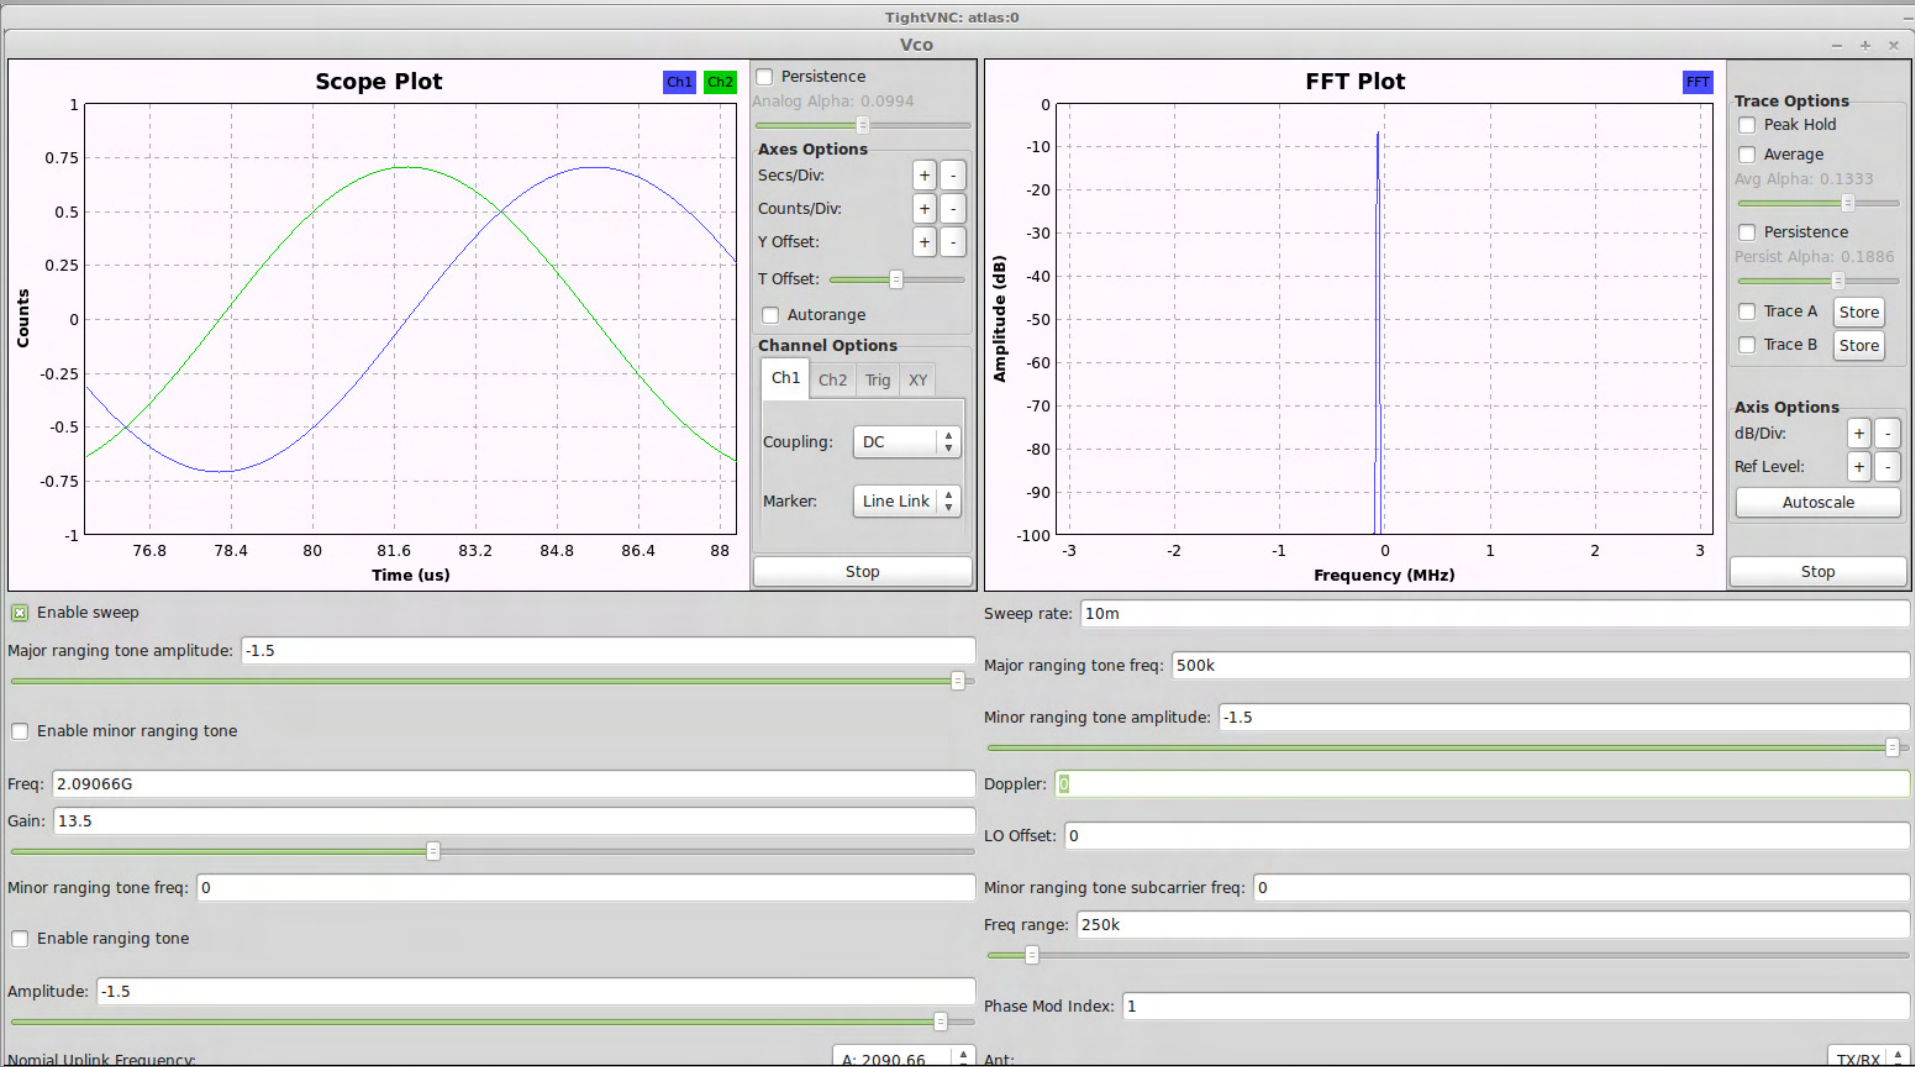 TightVNC: atlas:0
Vco
Scope Plot
Ch1 Ch2
1
0.75
0.5
0.25
0
-0.25
-0.5
-0.75
-1
Counts
76.8 78.4 80 81.6 83.2 84.8 86.4 88
Time (us)
Persistence
Analog Alpha: 0.0994
Axes Options
Secs/Div: + -
Counts/Div: + -
Y Offset: + -
T Offset:
Autorange
Channel Options
Ch1 Ch2 Trig XY
Coupling: DC
Marker: Line Link
Stop
FFT Plot
FFT
0
-10
-20
-30
-40
-50
-60
-70
-80
-90
-100
Amplitude (dB)
-3 -2 -1 0 1 2 3
Frequency (MHz)
Trace Options
Peak Hold
Average
Avg Alpha: 0.1333
Persistence
Persist Alpha: 0.1886
Trace A Store
Trace B Store
Axis Options
dB/Div: + -
Ref Level: + -
Autoscale
Stop
Enable sweep
Sweep rate: 10m
Major ranging tone amplitude: -1.5
Major ranging tone freq: 500k
Minor ranging tone amplitude: -1.5
Enable minor ranging tone
Freq: 2.09066G
Doppler: 0
Gain: 13.5
LO Offset: 0
Minor ranging tone freq: 0
Minor ranging tone subcarrier freq: 0
Freq range: 250k
Enable ranging tone
Amplitude: -1.5
Phase Mod Index: 1
Nomial Uplink Frequency: A: 2090.66
Ant: TX/RX